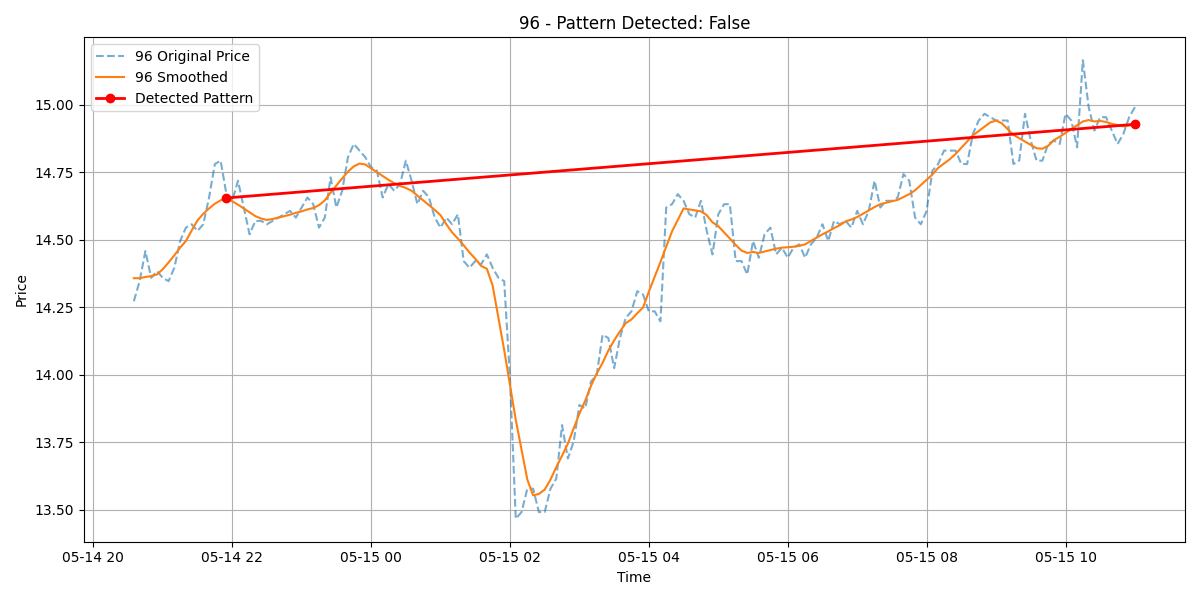 96 - Pattern Detected: False
96 Original Price
96 Smoothed
Detected Pattern
Price
15.00
14.75
14.50
14.25
14.00
13.75
13.50
05-14 20 05-14 22 05-15 00 05-15 02 05-15 04 05-15 06 05-15 08 05-15 10
Time